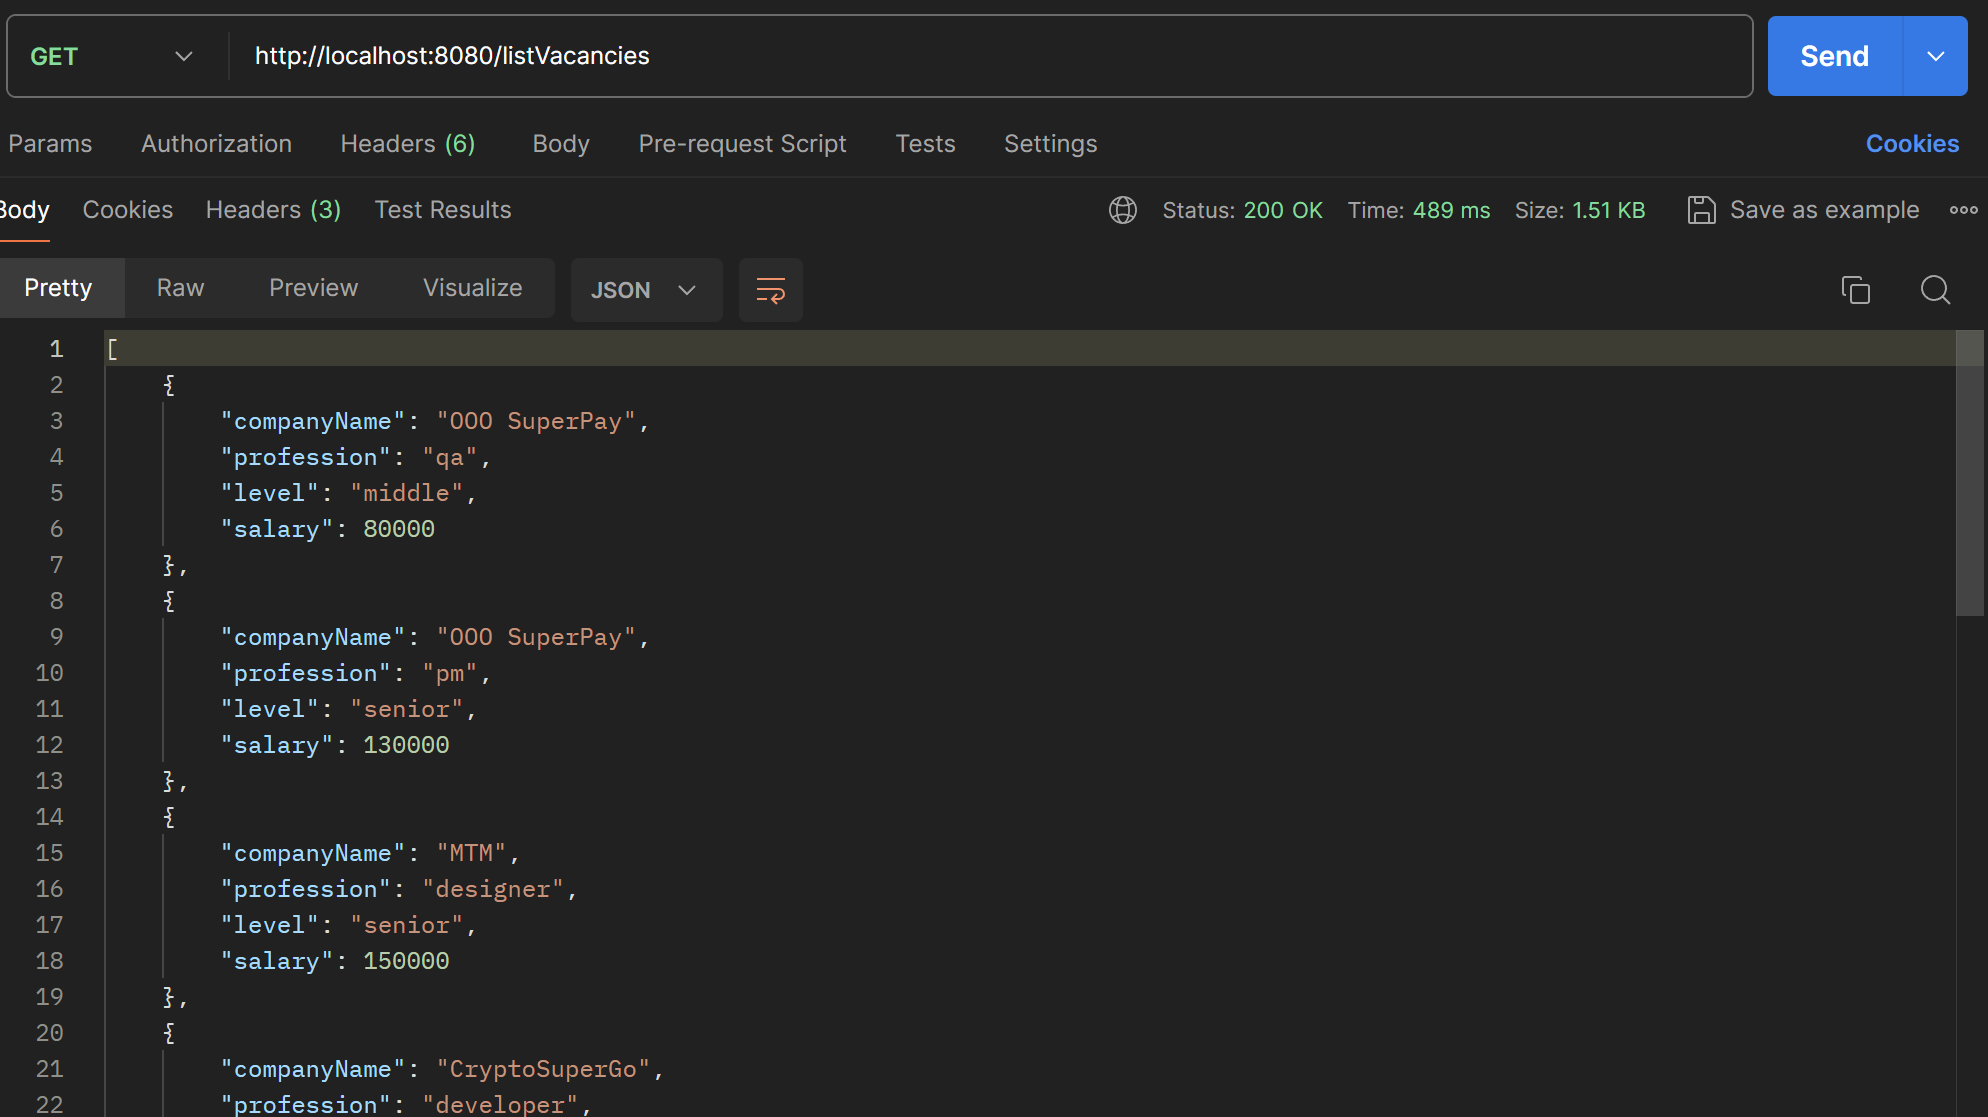 GET http://localhost:8080/listVacancies Send
Params Authorization Headers (6) Body Pre-request Script Tests Settings Cookies
Body Cookies Headers (3) Test Results Status: 200 OK Time: 489 ms Size: 1.51 KB Save as example
Pretty Raw Preview Visualize JSON
1 [
2 {
3 "companyName": "OOO SuperPay",
4 "profession": "qa",
5 "level": "middle",
6 "salary": 80000
7 },
8 {
9 "companyName": "OOO SuperPay",
10 "profession": "pm",
11 "level": "senior",
12 "salary": 130000
13 },
14 {
15 "companyName": "MTM",
16 "profession": "designer",
17 "level": "senior",
18 "salary": 150000
19 },
20 {
21 "companyName": "CryptoSuperGo",
22 "profession": "developer",